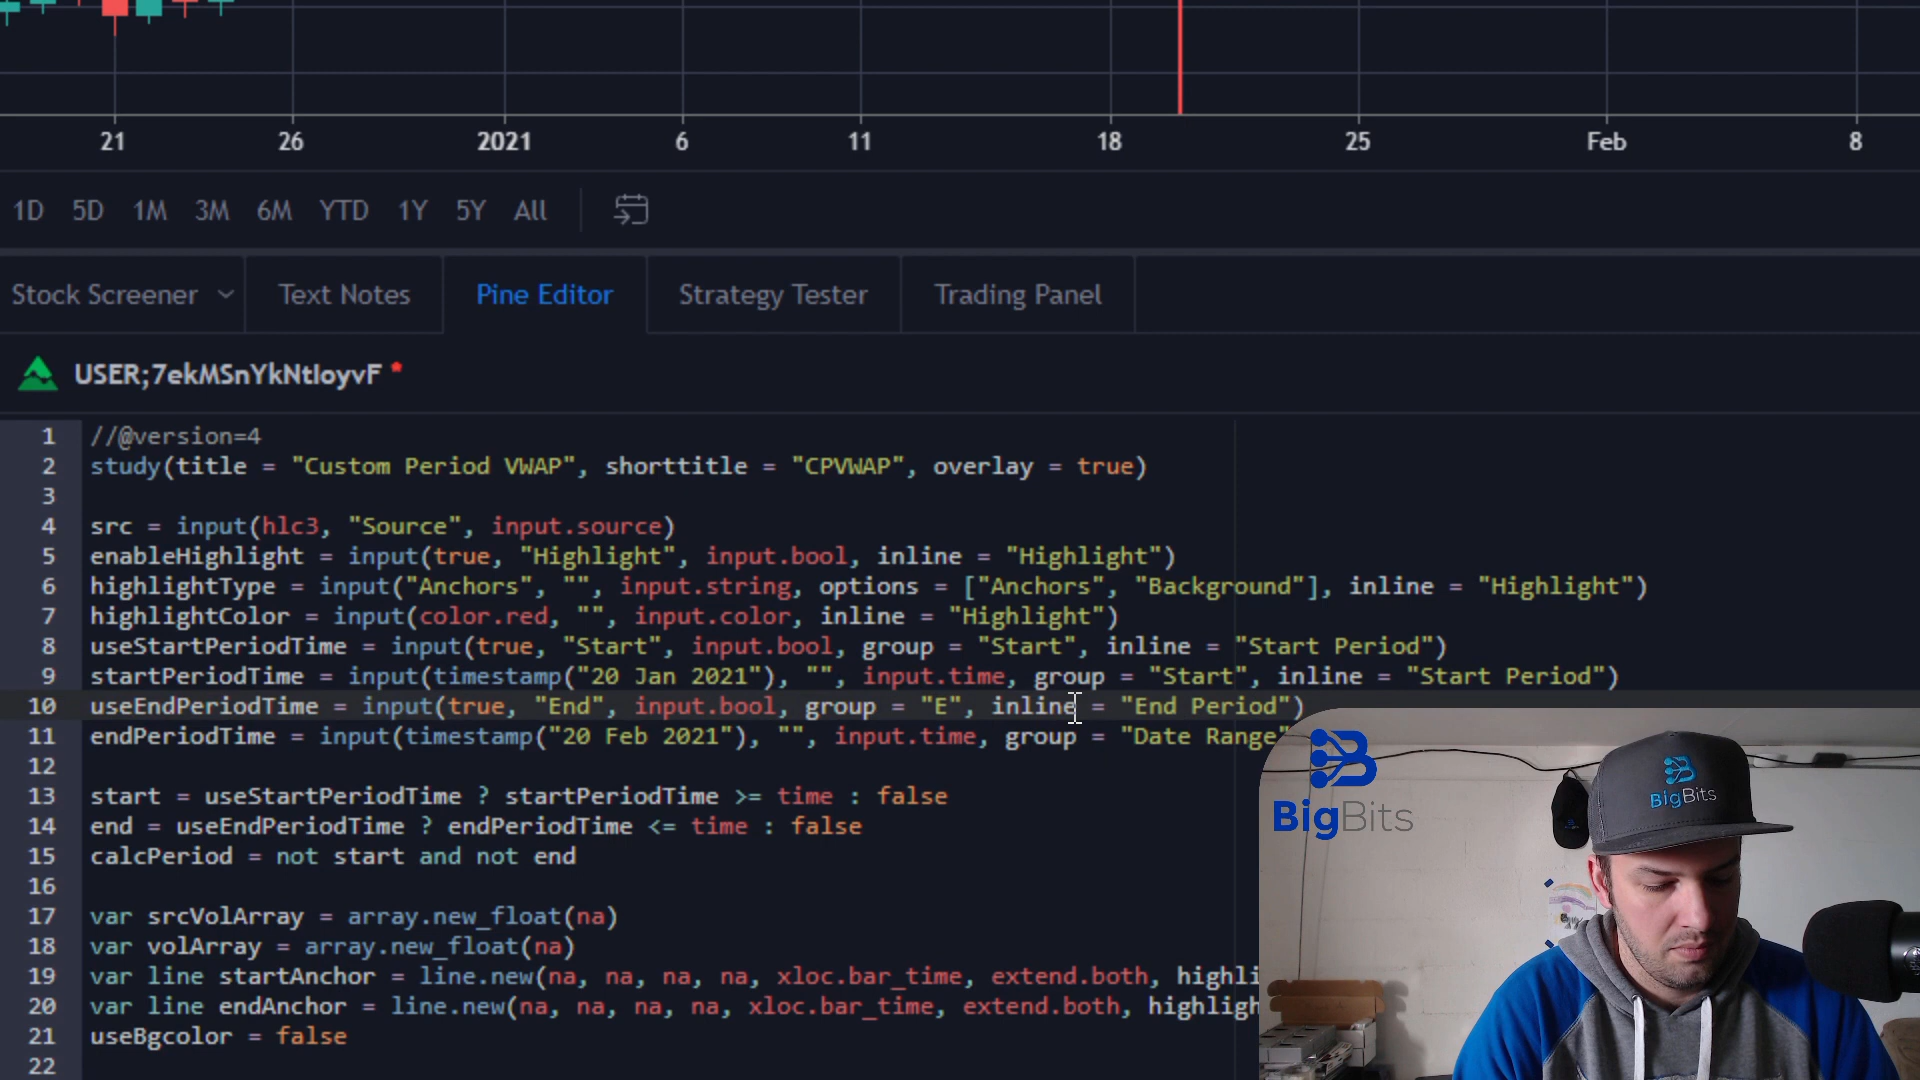 21 26 2021 6 11 18 25 Feb 8
1D 5D 1M 3M 6M YTD 1Y 5Y All
Stock Screener Text Notes Pine Editor Strategy Tester Trading Panel
USER;7ekMSnYkNtIoyvF *
1 //@version=4
2 study(title = "Custom Period VWAP", shorttitle = "CPVWAP", overlay = true)
3
4 src = input(hlc3, "Source", input.source)
5 enableHighlight = input(true, "Highlight", input.bool, inline = "Highlight")
6 highlightType = input("Anchors", "", input.string, options = ["Anchors", "Background"], inline = "Highlight")
7 highlightColor = input(color.red, "", input.color, inline = "Highlight")
8 useStartPeriodTime = input(true, "Start", input.bool, group = "Start", inline = "Start Period")
9 startPeriodTime = input(timestamp("20 Jan 2021"), "", input.time, group = "Start", inline = "Start Period")
10 useEndPeriodTime = input(true, "End", input.bool, group = "E", inline = "End Period")
11 endPeriodTime = input(timestamp("20 Feb 2021"), "", input.time, group = "Date Range"
12
13 start = useStartPeriodTime ? startPeriodTime >= time : false
14 end = useEndPeriodTime ? endPeriodTime <= time : false
15 calcPeriod = not start and not end
16
17 var srcVolArray = array.new_float(na)
18 var volArray = array.new_float(na)
19 var line startAnchor = line.new(na, na, na, na, xloc.bar_time, extend.both, highli
20 var line endAnchor = line.new(na, na, na, na, xloc.bar_time, extend.both, highligh
21 useBgcolor = false
22
BigBits
BigBits